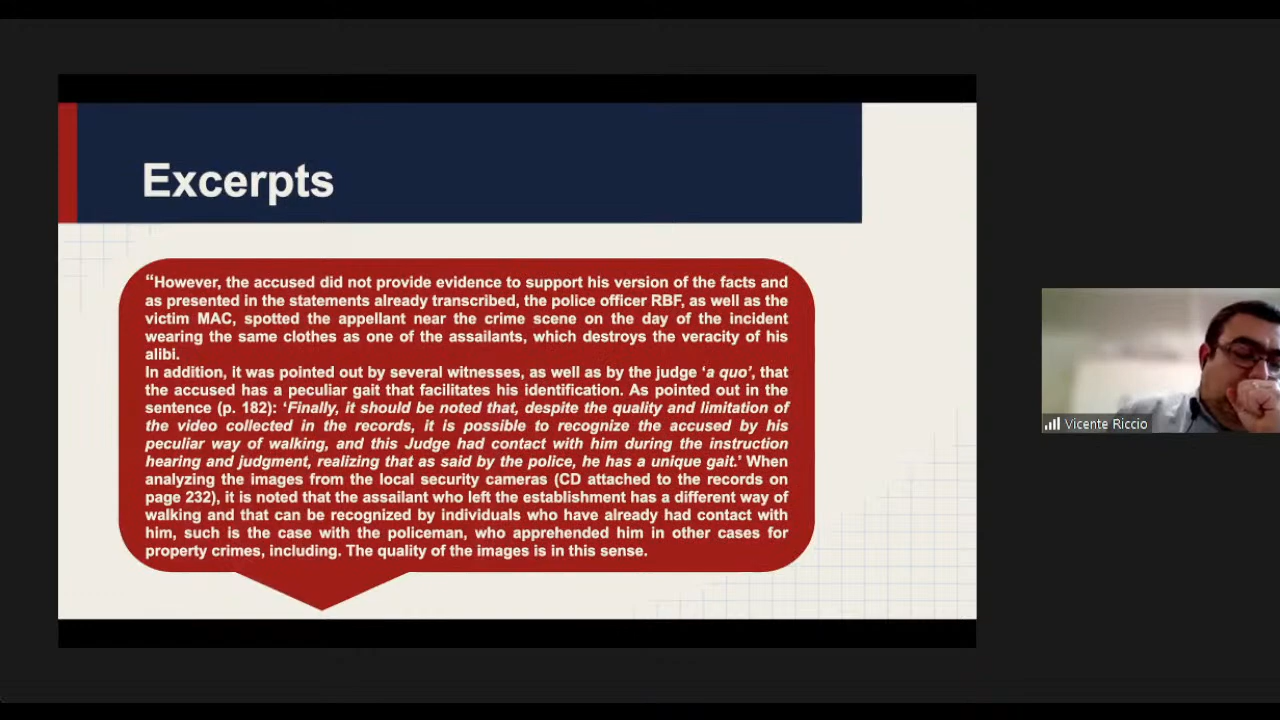 Excerpts
“However, the accused did not provide evidence to support his version of the facts and
as presented in the statements already transcribed, the police officer RBF, as well as the
victim MAC, spotted the appellant near the crime scene on the day of the incident
wearing the same clothes as one of the assailants, which destroys the veracity of his
alibi.
In addition, it was pointed out by several witnesses, as well as by the judge ‘a quo’, that
the accused has a peculiar gait that facilitates his identification. As pointed out in the
sentence (p. 182): ‘Finally, it should be noted that, despite the quality and limitation of
the video collected in the records, it is possible to recognize the accused by his
peculiar way of walking, and this Judge had contact with him during the instruction
hearing and judgment, realizing that as said by the police, he has a unique gait.’ When
analyzing the images from the local security cameras (CD attached to the records on
page 232), it is noted that the assailant who left the establishment has a different way of
walking and that can be recognized by individuals who have already had contact with
him, such is the case with the policeman, who apprehended him in other cases for
property crimes, including. The quality of the images is in this sense.
Vicente Riccio